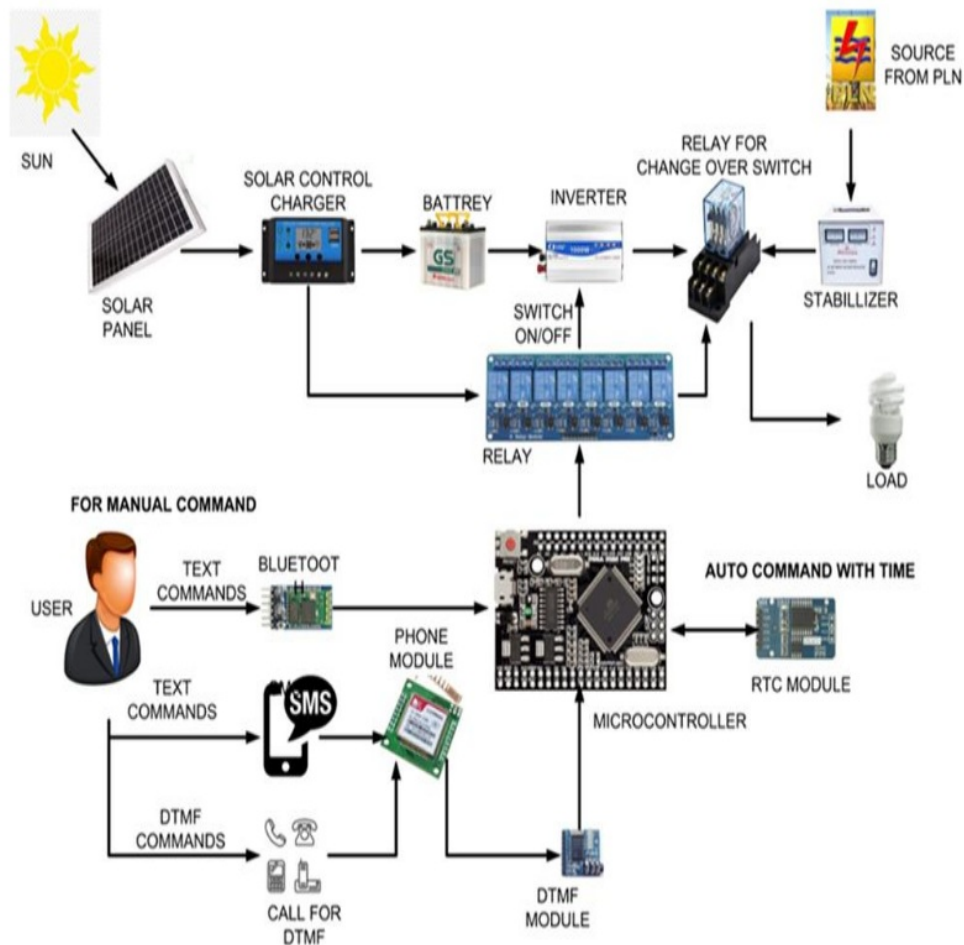 SUN
SOURCE
FROM PLN
RELAY FOR
CHANGE OVER SWITCH
SOLAR CONTROL
CHARGER
BATTREY
INVERTER
GS
SOLAR
PANEL
SWITCH
ON/OFF
STABILLIZER
RELAY
LOAD
FOR MANUAL COMMAND
USER
TEXT
COMMANDS
BLUETOOT
AUTO COMMAND WITH TIME
PHONE
MODULE
RTC MODULE
TEXT
COMMANDS
SMS
MICROCONTROLLER
DTMF
COMMANDS
CALL FOR
DTMF
DTMF
MODULE